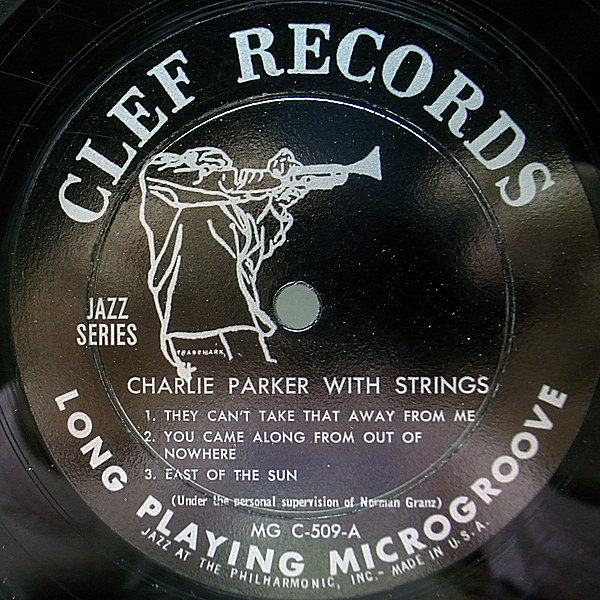 CLEF RECORDS
JAZZ
SERIES
TRADEMARK
CHARLIE PARKER WITH STRINGS
1. THEY CAN'T TAKE THAT AWAY FROM ME
2. YOU CAME ALONG FROM OUT OF
NOWHERE
3. EAST OF THE SUN
(Under the personal supervision of Norman Granz)
MG C-509-A
LONG PLAYING MICROGROOVE
JAZZ AT THE PHILHARMONIC, INC.- MADE IN U.S.A.